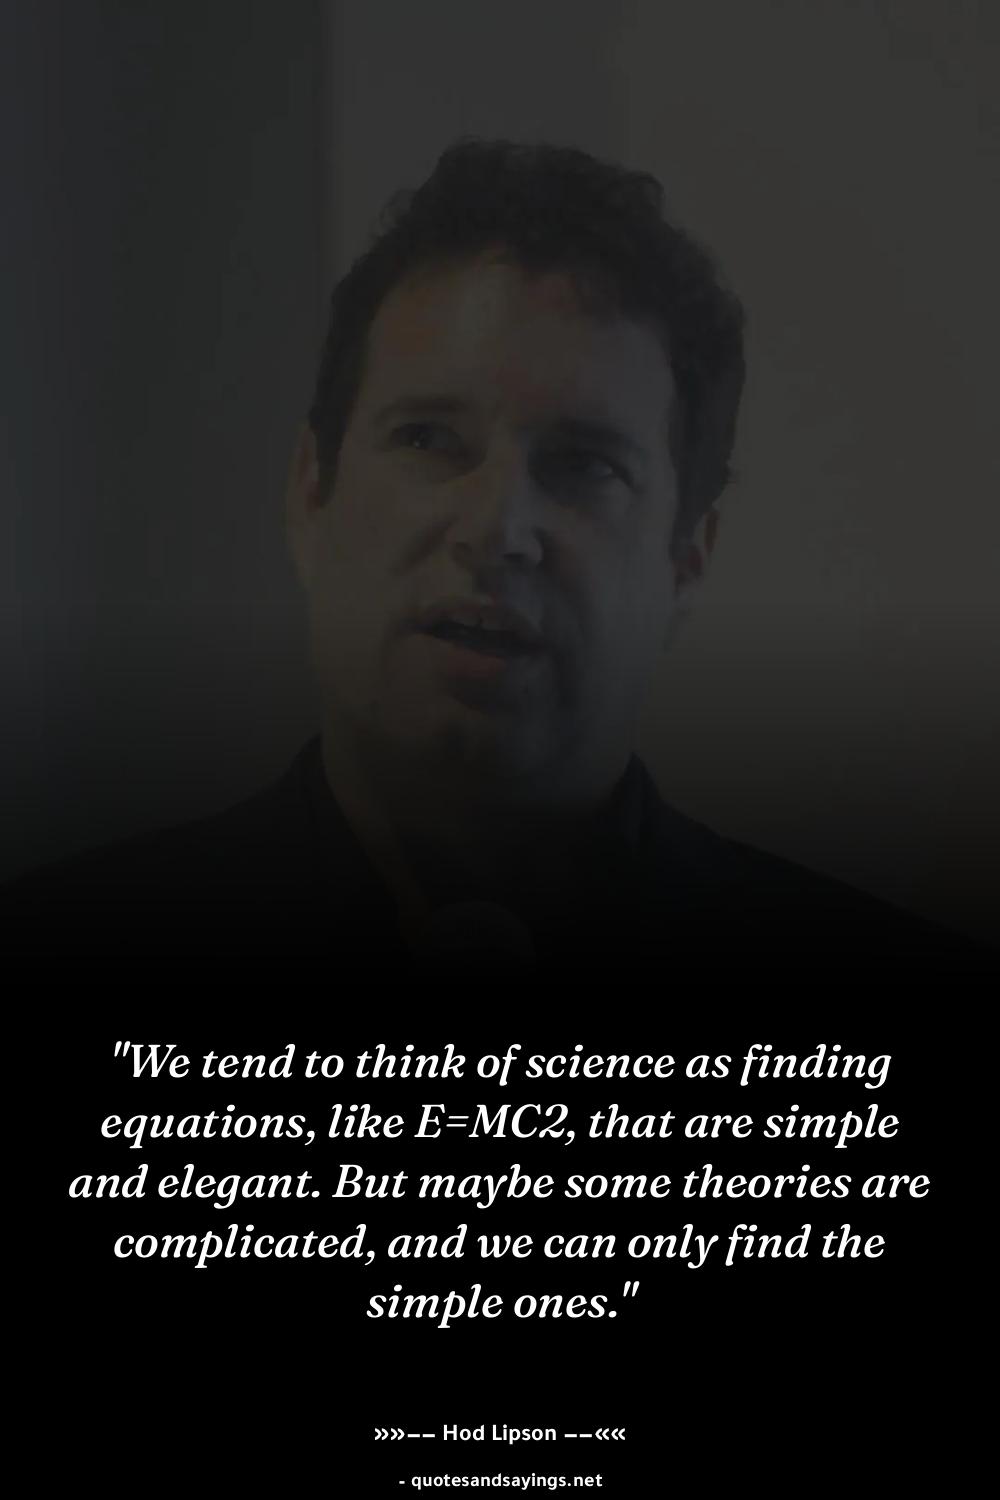 "We tend to think of science as finding
equations, like E=MC2, that are simple
and elegant. But maybe some theories are
complicated, and we can only find the
simple ones."
»»—— Hod Lipson ——««
- quotesandsayings.net